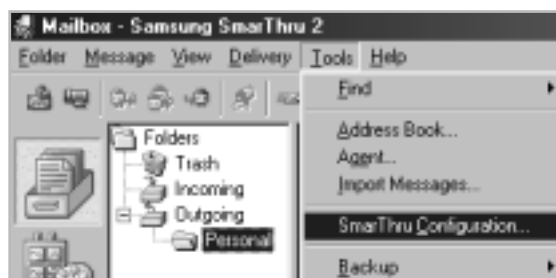 Mailbox - Samsung SmarThru 2
Folder Message View Delivery Tools Help
Find
Address Book...
Agent...
Import Messages...
SmarThru Configuration...
Backup
Folders
Trash
Incoming
Outgoing
Personal